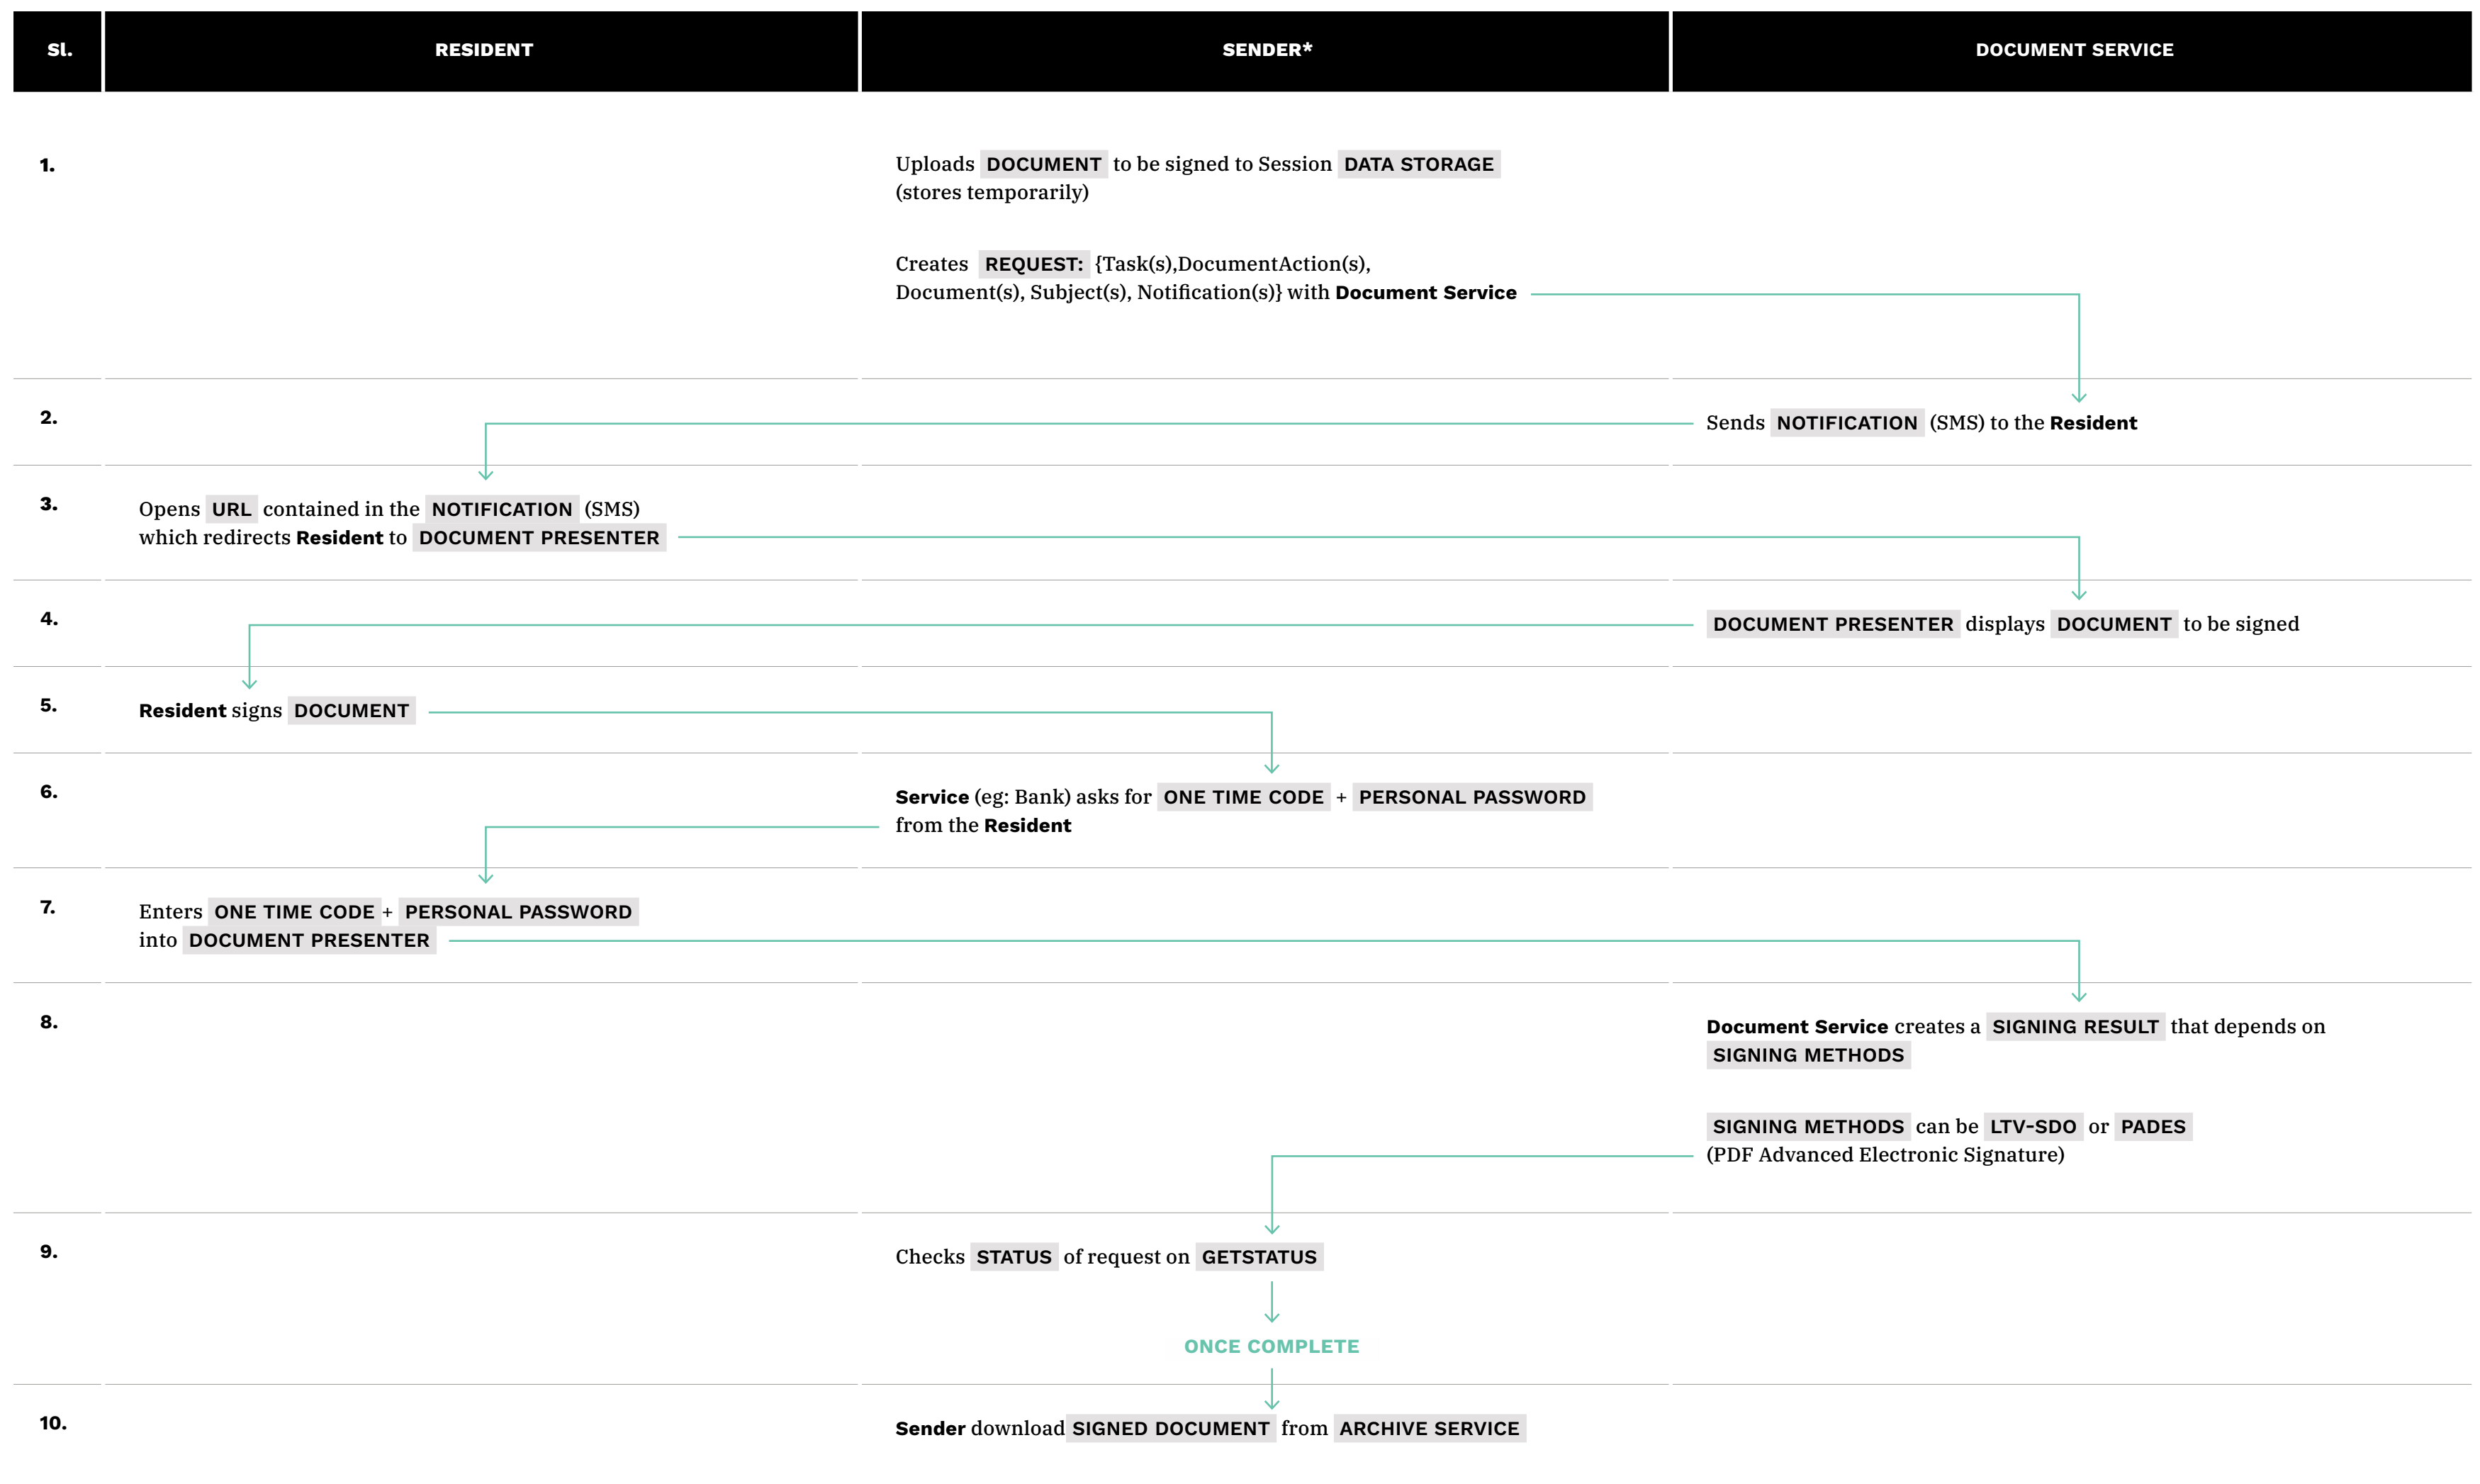 Sl. RESIDENT SENDER* DOCUMENT SERVICE
1. Uploads DOCUMENT to be signed to Session DATA STORAGE
(stores temporarily)
Creates REQUEST: {Task(s),DocumentAction(s),
Document(s), Subject(s), Notification(s)} with Document Service
2. Sends NOTIFICATION (SMS) to the Resident
3. Opens URL contained in the NOTIFICATION (SMS)
which redirects Resident to DOCUMENT PRESENTER
4. DOCUMENT PRESENTER displays DOCUMENT to be signed
5. Resident signs DOCUMENT
6. Service (eg: Bank) asks for ONE TIME CODE + PERSONAL PASSWORD
from the Resident
7. Enters ONE TIME CODE + PERSONAL PASSWORD
into DOCUMENT PRESENTER
8. Document Service creates a SIGNING RESULT that depends on
SIGNING METHODS
SIGNING METHODS can be LTV-SDO or PADES
(PDF Advanced Electronic Signature)
9. Checks STATUS of request on GETSTATUS
ONCE COMPLETE
10. Sender download SIGNED DOCUMENT from ARCHIVE SERVICE